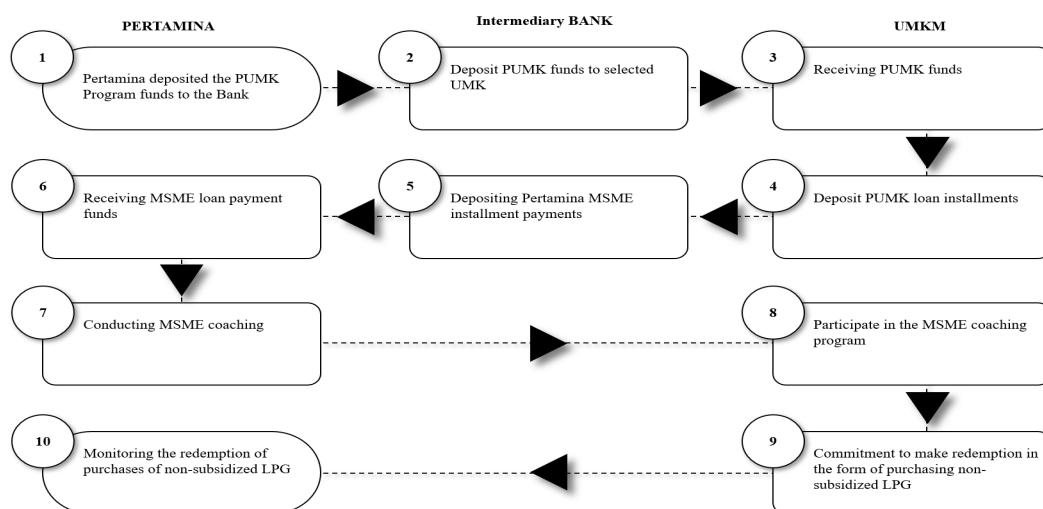 PERTAMINA
Intermediary BANK
UMKM
1
Pertamina deposited the PUMK
Program funds to the Bank
2
Deposit PUMK funds to selected
UMK
3
Receiving PUMK funds
6
Receiving MSME loan payment
funds
5
Depositing Pertamina MSME
installment payments
4
Deposit PUMK loan installments
7
Conducting MSME coaching
8
Participate in the MSME coaching
program
10
Monitoring the redemption of
purchases of non-subsidized LPG
9
Commitment to make redemption in
the form of purchasing non-
subsidized LPG